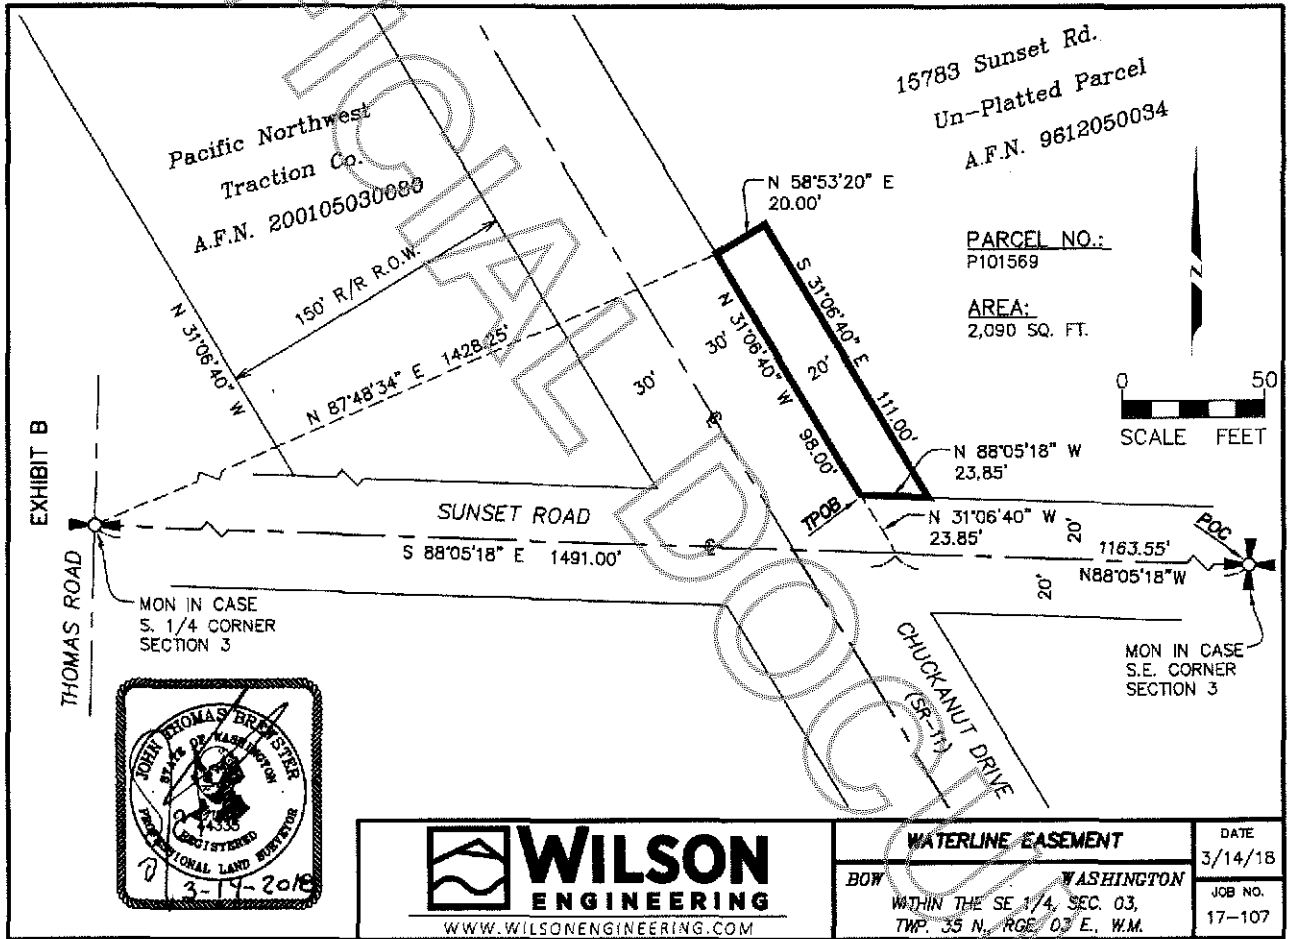 15783 Sunset Rd.
Un-Platted Parcel
A.F.N. 9612050034
Pacific Northwest
Traction Co.
A.F.N. 200105030080
150' R/R R.O.W.
N 31°06'40" W
N 87°48'34" E 1428.25'
N 58°53'20" E
20.00'
PARCEL NO.:
P101569
AREA:
2,090 SQ. FT.
N
0 50
SCALE FEET
S 31°06'40" E 111.00'
N 31°06'40" W 98.00'
20'
30'
30'
N 88°05'18" W
23.85'
TPOB
N 31°06'40" W
23.85'
EXHIBIT B
SUNSET ROAD
S 88°05'18" E 1491.00'
20'
20'
1163.55'
N88°05'18"W
POC
THOMAS ROAD
MON IN CASE
S. 1/4 CORNER
SECTION 3
MON IN CASE
S.E. CORNER
SECTION 3
CHUCKANUT DRIVE
(SR-11)
JOHN THOMAS BREWSTER
STATE OF WASHINGTON
44335
REGISTERED
PROFESSIONAL LAND SURVEYOR
3-14-2018
WILSON
ENGINEERING
WWW.WILSONENGINEERING.COM
WATERLINE EASEMENT
BOW WASHINGTON
WITHIN THE SE 1/4, SEC. 03,
TWP. 35 N., RGE. 03 E., W.M.
DATE
3/14/18
JOB NO.
17-107
ICIAL DOCU